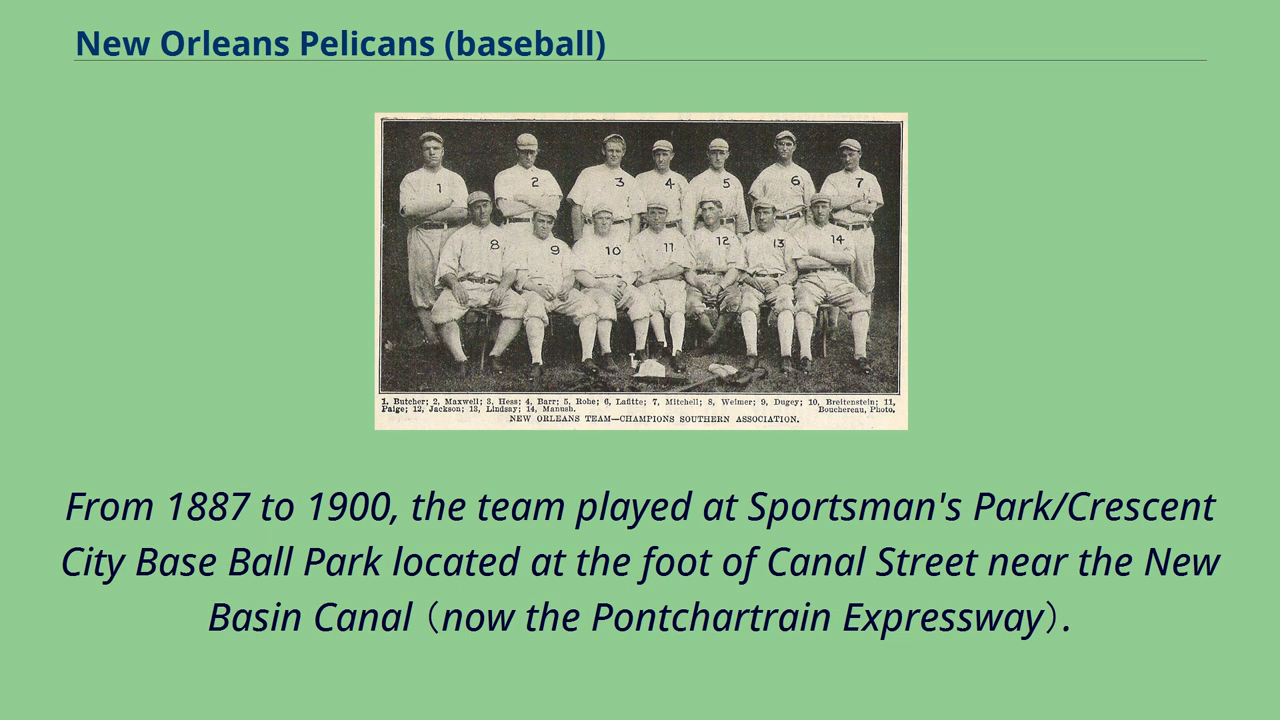 New Orleans Pelicans (baseball)
1
2
3
4
5
6
7
8
9
10
11
12
13
14
1, Butcher; 2, Maxwell; 3, Hess; 4, Barr; 5, Rohe; 6, Lafitte; 7, Mitchell; 8, Weimer; 9, Dugey; 10, Breitenstein; 11,
Paige; 12, Jackson; 13, Lindsay; 14, Manush. Bouchereau, Photo.
NEW ORLEANS TEAM—CHAMPIONS SOUTHERN ASSOCIATION.
From 1887 to 1900, the team played at Sportsman's Park/Crescent
City Base Ball Park located at the foot of Canal Street near the New
Basin Canal（now the Pontchartrain Expressway）.